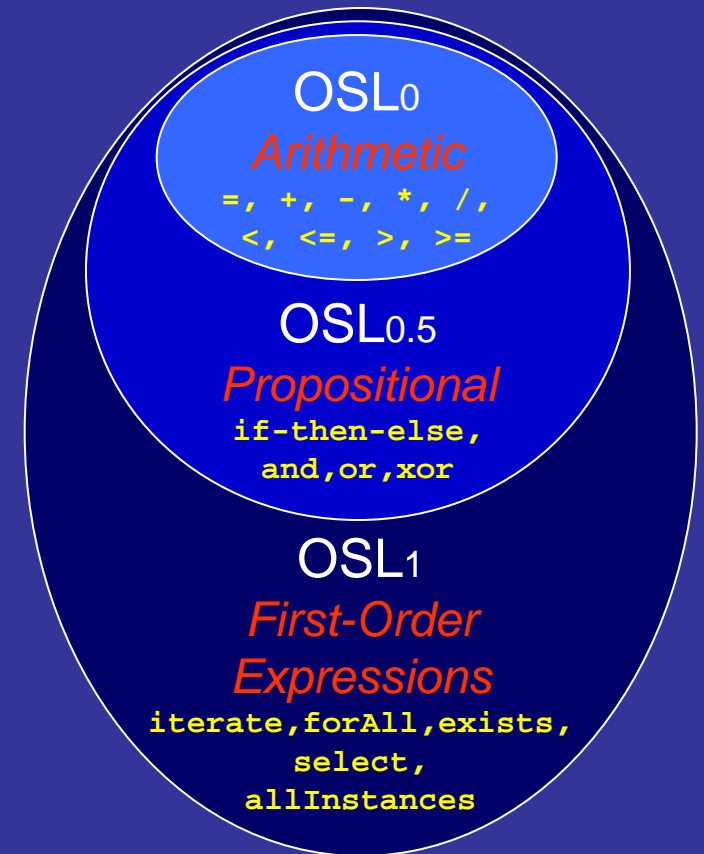 OSL0
Arithmetic
=, +, -, *, /,
<, <=, >, >=
OSL0.5
Propositional
if-then-else,
and,or,xor
OSL1
First-Order
Expressions
iterate,forAll,exists,
select,
allInstances